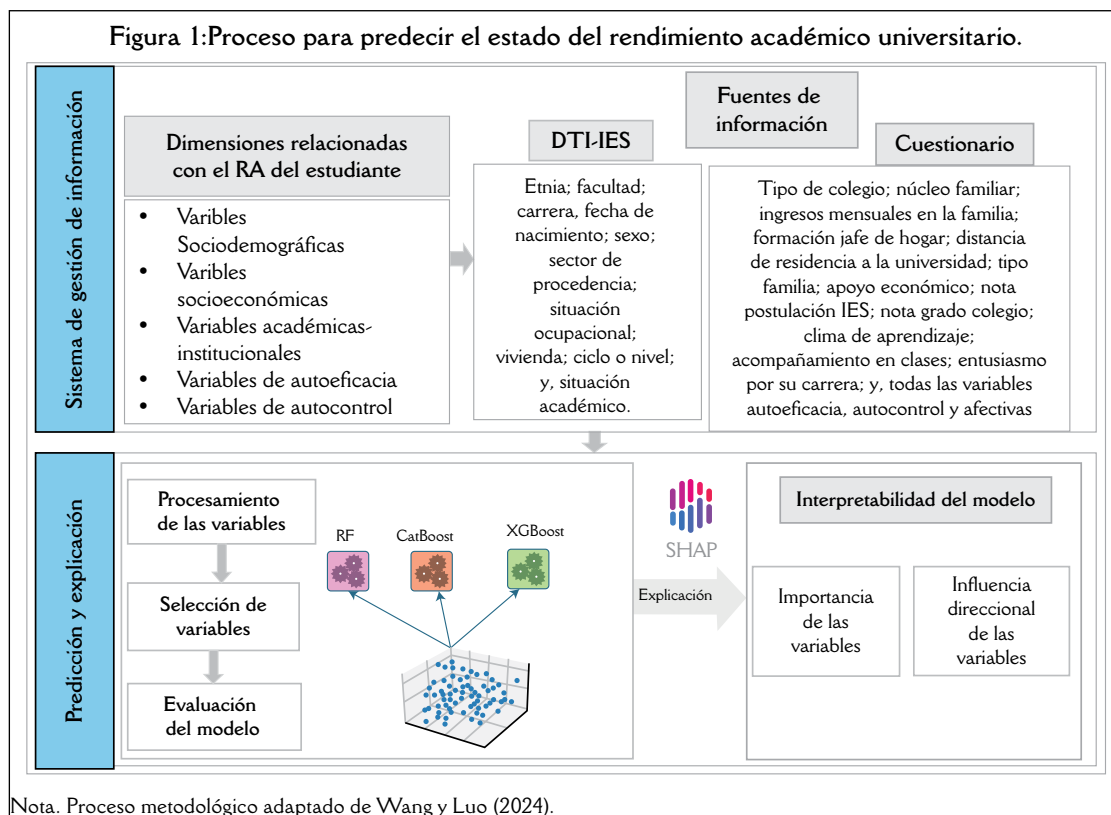 Figura 1:Proceso para predecir el estado del rendimiento académico universitario.
Sistema de gestión de información
Dimensiones relacionadas
con el RA del estudiante
• Varibles
Sociodemográficas
• Varibles
socioeconómicas
• Variables académicas-
institucionales
• Variables de autoeficacia
• Variables de autocontrol
Fuentes de
información
DTI-IES
Etnia; facultad;
carrera, fecha de
nacimiento; sexo;
sector de
procedencia;
situación
ocupacional;
vivienda; ciclo o nivel;
y, situación
académico.
Cuestionario
Tipo de colegio; núcleo familiar;
ingresos mensuales en la familia;
formación jafe de hogar; distancia
de residencia a la universidad; tipo
familia; apoyo económico; nota
postulación IES; nota grado colegio;
clima de aprendizaje;
acompañamiento en clases; entusiasmo
por su carrera; y, todas las variables
autoeficacia, autocontrol y afectivas
Predicción y explicación
Procesamiento
de las variables
Selección de
variables
Evaluación
del modelo
RF
CatBoost
XGBoost
SHAP
Explicación
Interpretabilidad del modelo
Importancia
de las
variables
Influencia
direccional
de las
variables
Nota. Proceso metodológico adaptado de Wang y Luo (2024).